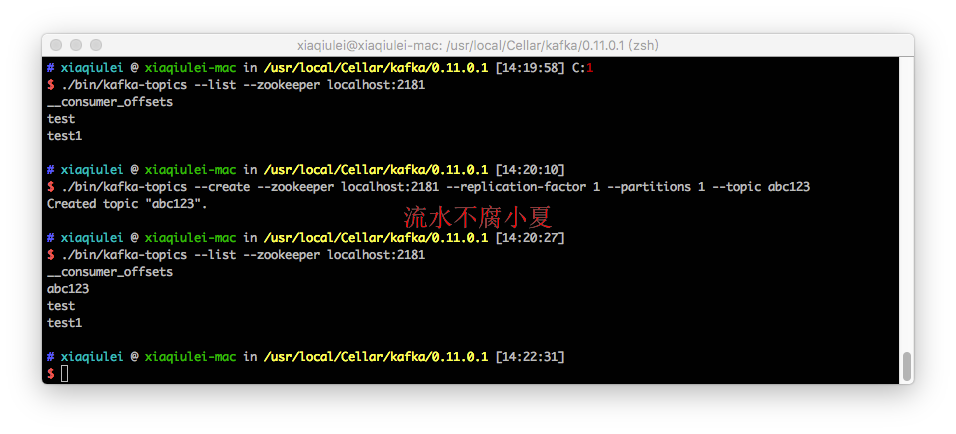 xiaqiulei@xiaqiulei-mac: /usr/local/Cellar/kafka/0.11.0.1 (zsh)
# xiaqiulei @ xiaqiulei-mac in /usr/local/Cellar/kafka/0.11.0.1 [14:19:58] C:1
$ ./bin/kafka-topics --list --zookeeper localhost:2181
__consumer_offsets
test
test1
# xiaqiulei @ xiaqiulei-mac in /usr/local/Cellar/kafka/0.11.0.1 [14:20:10]
$ ./bin/kafka-topics --create --zookeeper localhost:2181 --replication-factor 1 --partitions 1 --topic abc123
Created topic "abc123".
流水不腐小夏
# xiaqiulei @ xiaqiulei-mac in /usr/local/Cellar/kafka/0.11.0.1 [14:20:27]
$ ./bin/kafka-topics --list --zookeeper localhost:2181
__consumer_offsets
abc123
test
test1
# xiaqiulei @ xiaqiulei-mac in /usr/local/Cellar/kafka/0.11.0.1 [14:22:31]
$